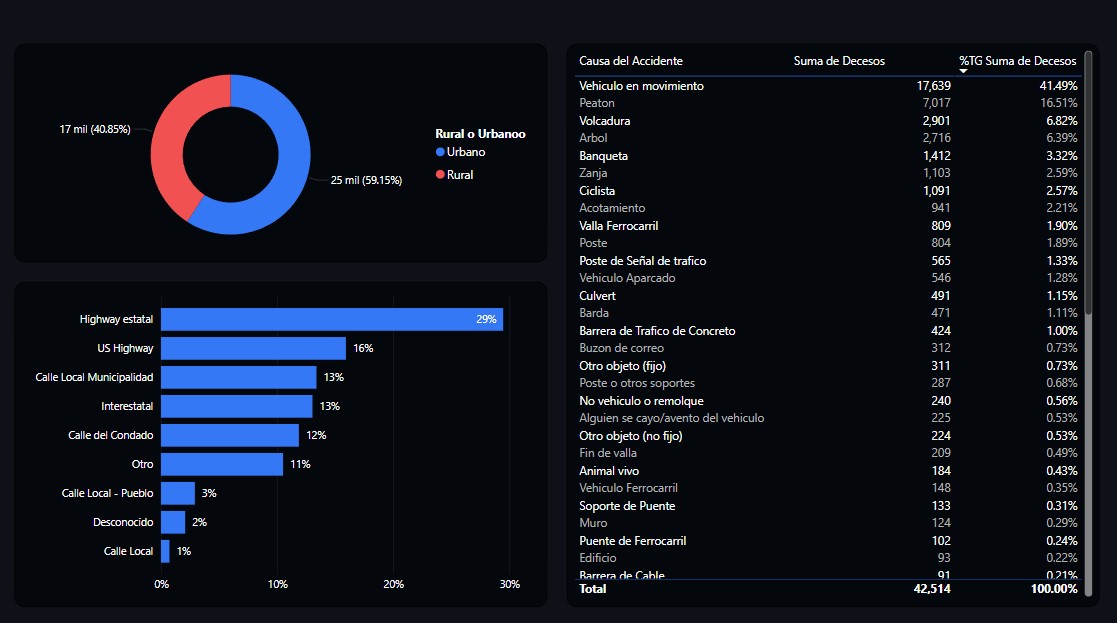 17 mil (40.85%)
25 mil (59.15%)
Rural o Urbanoo
Urbano
Rural
Highway estatal 29%
US Highway 16%
Calle Local Municipalidad 13%
Interestatal 13%
Calle del Condado 12%
Otro 11%
Calle Local - Pueblo 3%
Desconocido 2%
Calle Local 1%
0% 10% 20% 30%
Causa del Accidente Suma de Decesos %TG Suma de Decesos
Vehiculo en movimiento 17,639 41.49%
Peaton 7,017 16.51%
Volcadura 2,901 6.82%
Arbol 2,716 6.39%
Banqueta 1,412 3.32%
Zanja 1,103 2.59%
Ciclista 1,091 2.57%
Acotamiento 941 2.21%
Valla Ferrocarril 809 1.90%
Poste 804 1.89%
Poste de Señal de trafico 565 1.33%
Vehiculo Aparcado 546 1.28%
Culvert 491 1.15%
Barda 471 1.11%
Barrera de Trafico de Concreto 424 1.00%
Buzon de correo 312 0.73%
Otro objeto (fijo) 311 0.73%
Poste o otros soportes 287 0.68%
No vehiculo o remolque 240 0.56%
Alguien se cayo/avento del vehiculo 225 0.53%
Otro objeto (no fijo) 224 0.53%
Fin de valla 209 0.49%
Animal vivo 184 0.43%
Vehiculo Ferrocarril 148 0.35%
Soporte de Puente 133 0.31%
Muro 124 0.29%
Puente de Ferrocarril 102 0.24%
Edificio 93 0.22%
Barrera de Cable 91 0.21%
Total 42,514 100.00%